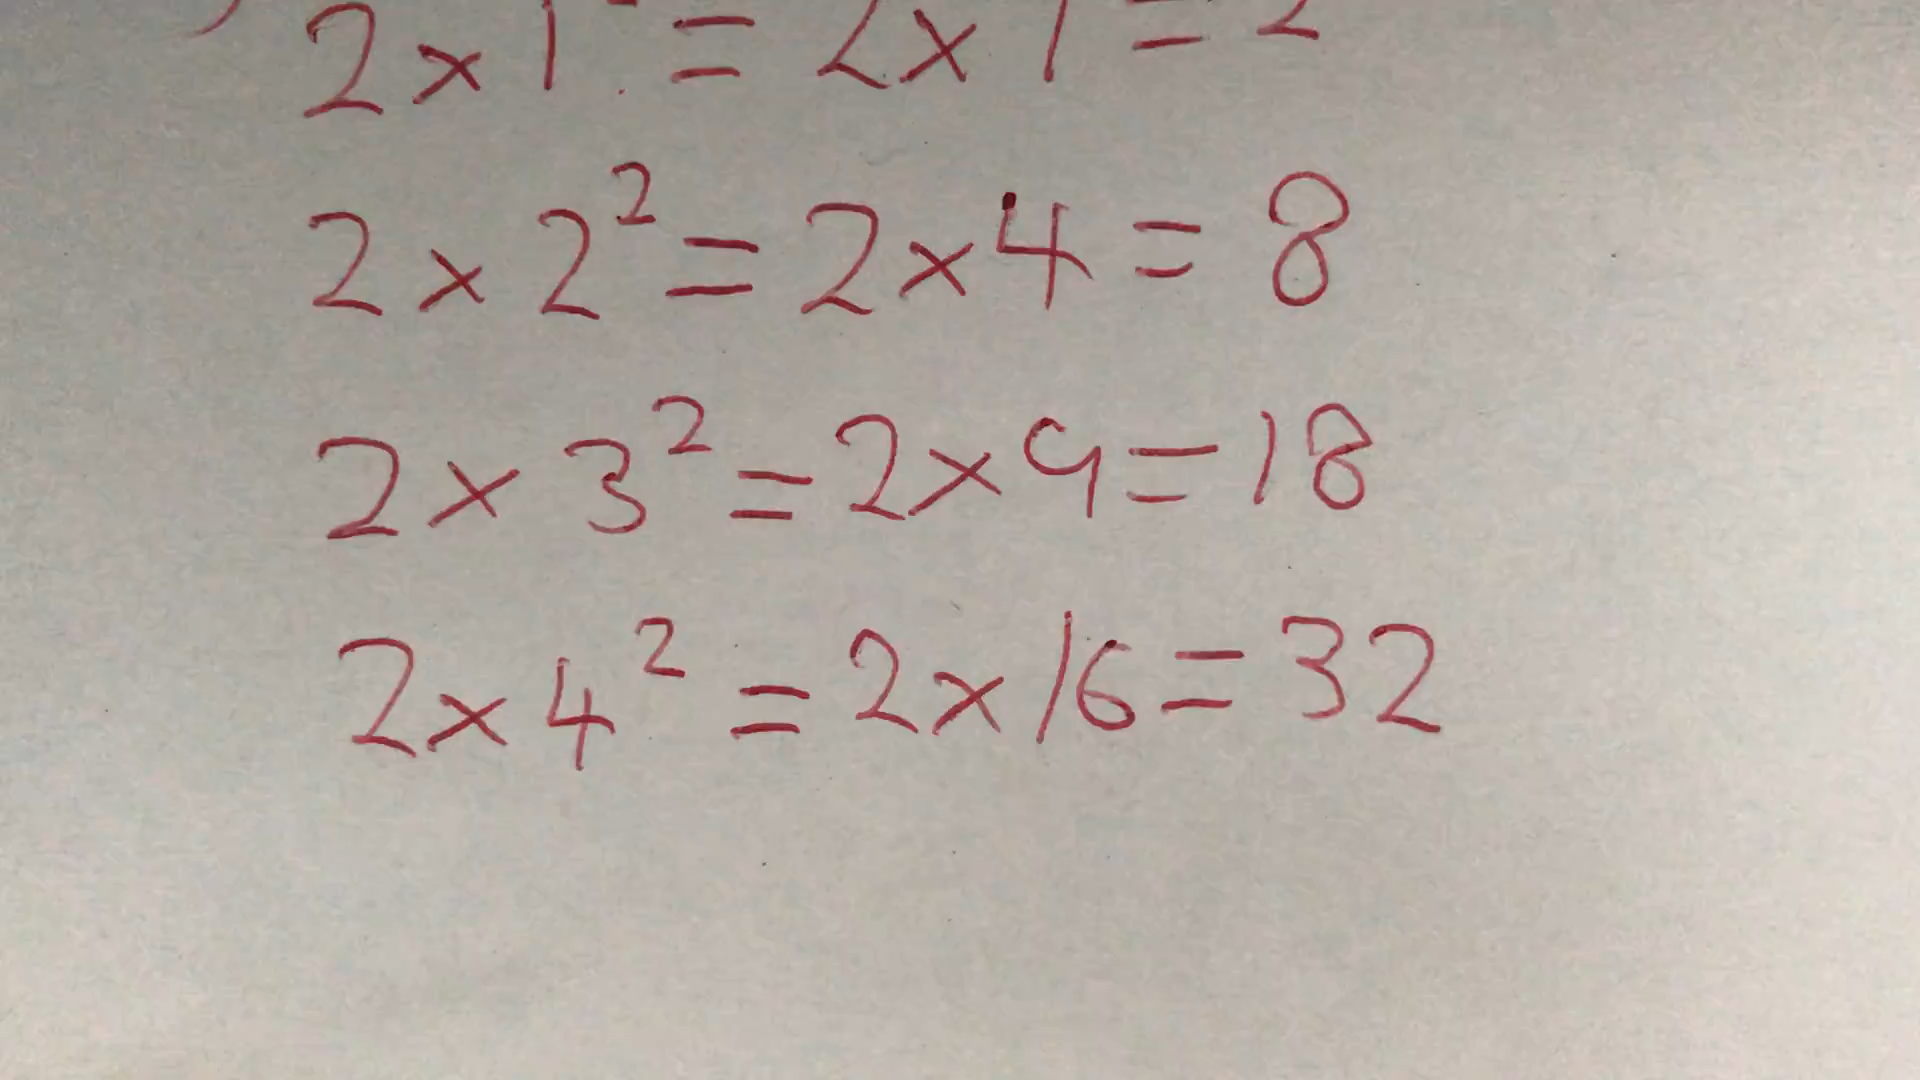 2 × 1² = 2 × 1 = 2
2 × 2² = 2 × 4 = 8
2 × 3² = 2 × 9 = 18
2 × 4² = 2 × 16 = 32